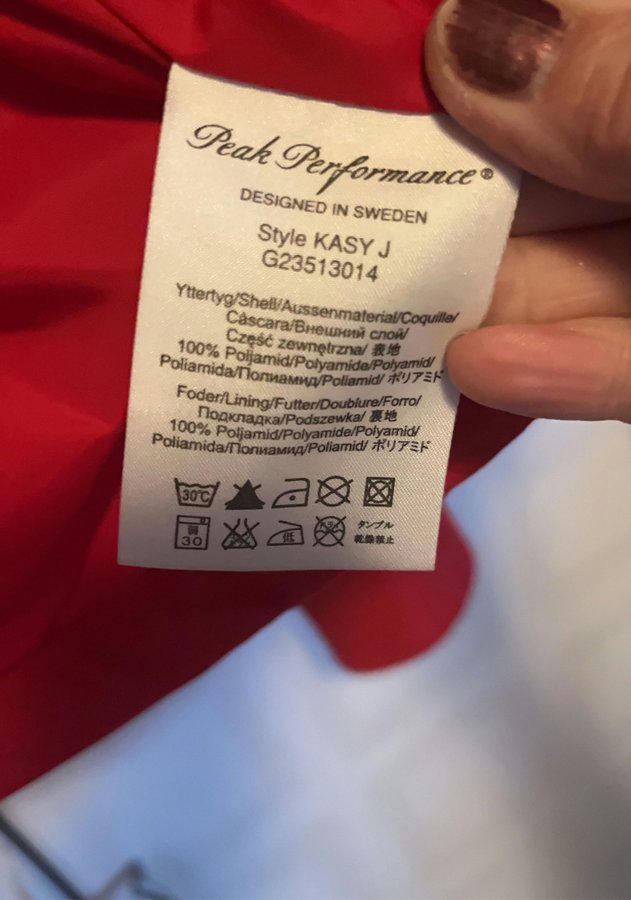 Peak Performance®
DESIGNED IN SWEDEN
Style KASY J
G23513014
Yttertyg/Shell/Aussenmaterial/Coquille/
Cáscara/Внешний слой/
Część zewnętrzna/ 表地
100% Poljamid/Polyamide/Polyamid/
Poliamida/Полиамид/Poliamid/ ポリアミド
Foder/Lining/Futter/Doublure/Forro/
Подкладка/Podszewka/ 裏地
100% Poljamid/Polyamide/Polyamid/
Poliamida/Полиамид/Poliamid/ ポリアミド
30°C
弱 30 低 タンブル
乾燥禁止